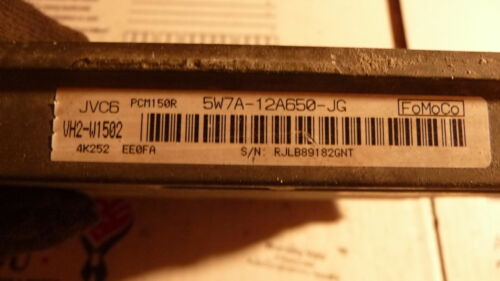 JVC6 PCM150R 5W7A-12A650-JG FoMoCo
VH2-W1502
4K252 EE0FA S/N: RJLB89182GNT